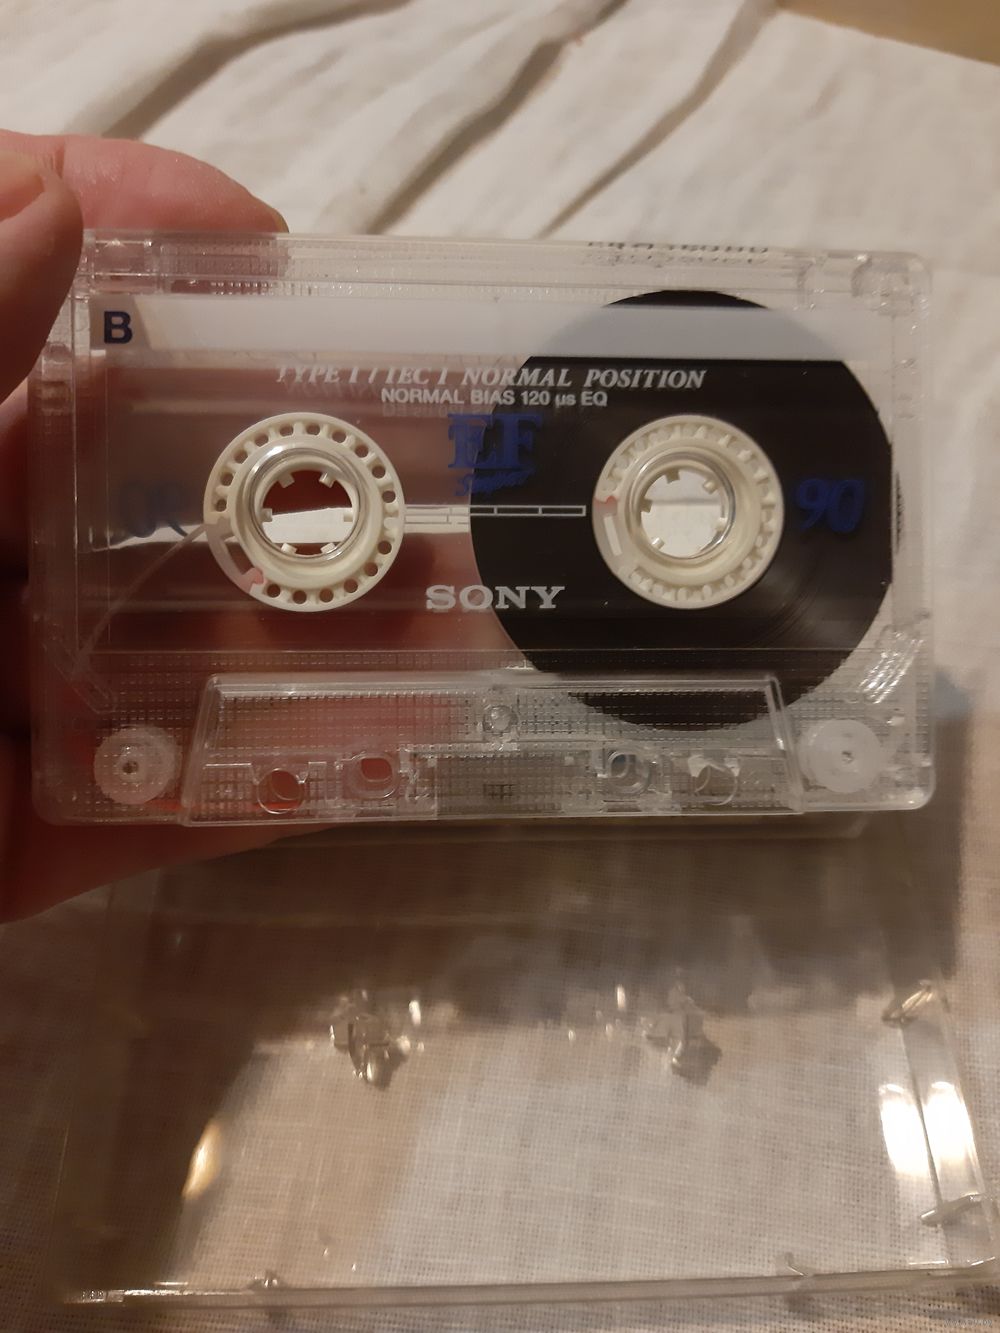 B
TYPE I / IEC I NORMAL POSITION
NORMAL BIAS 120 µs EQ
EF
Super
90
SONY